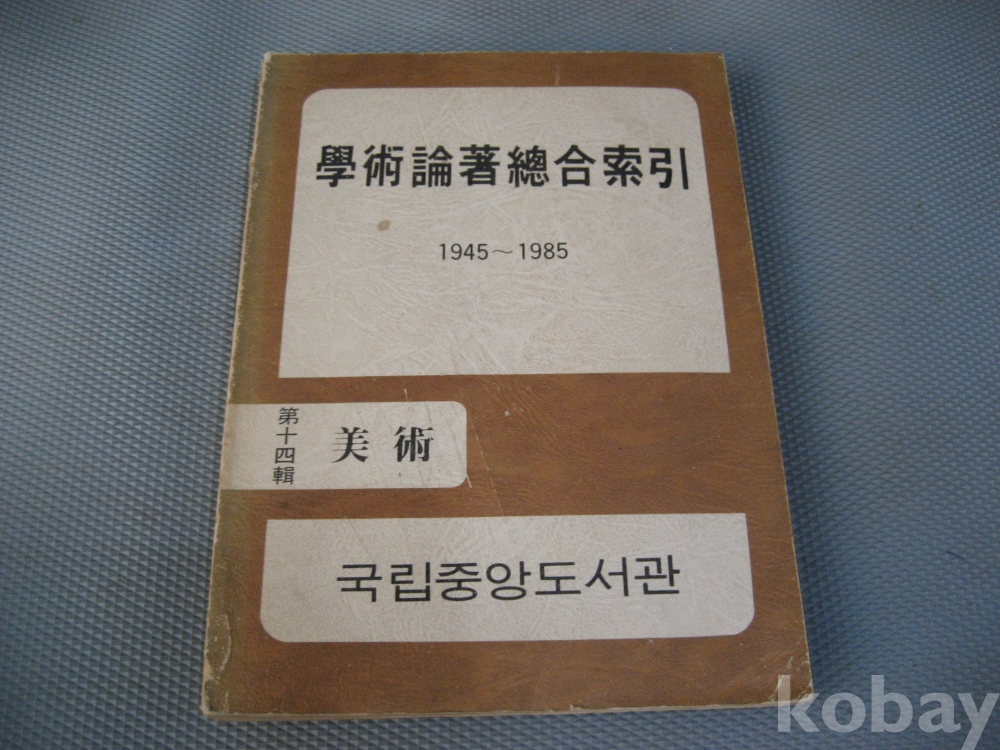 學術論著總合索引
1945～1985
第十四輯
美術
국립중앙도서관
kobay